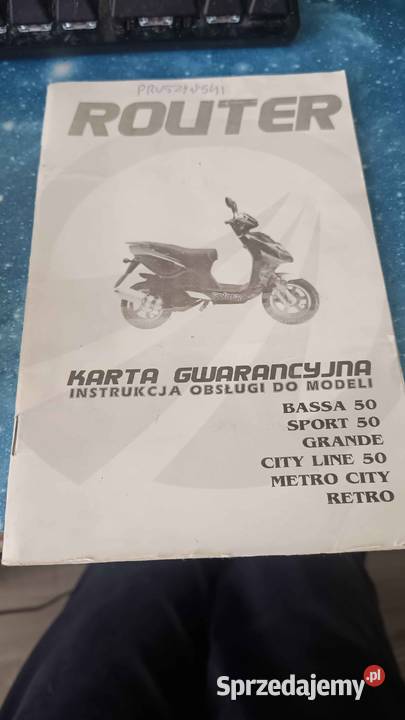 PRUSZYŃSKI
ROUTER
KARTA GWARANCYJNA
INSTRUKCJA OBSŁUGI DO MODELI
BASSA 50
SPORT 50
GRANDE
CITY LINE 50
METRO CITY
RETRO
Sprzedajemy.pl